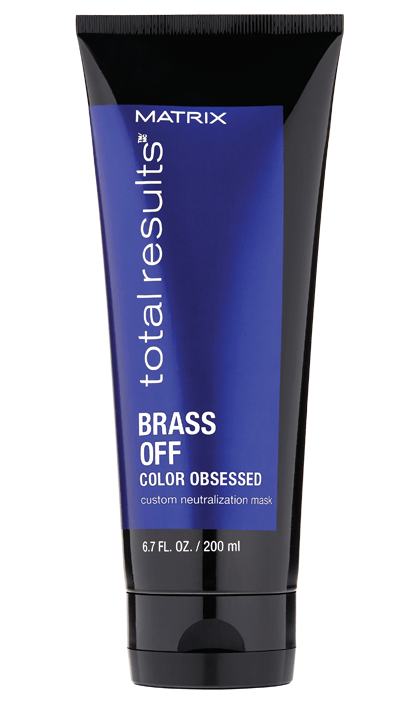 MATRIX
total results™
BRASS
OFF
COLOR OBSESSED
custom neutralization mask
6.7 FL. OZ. / 200 ml